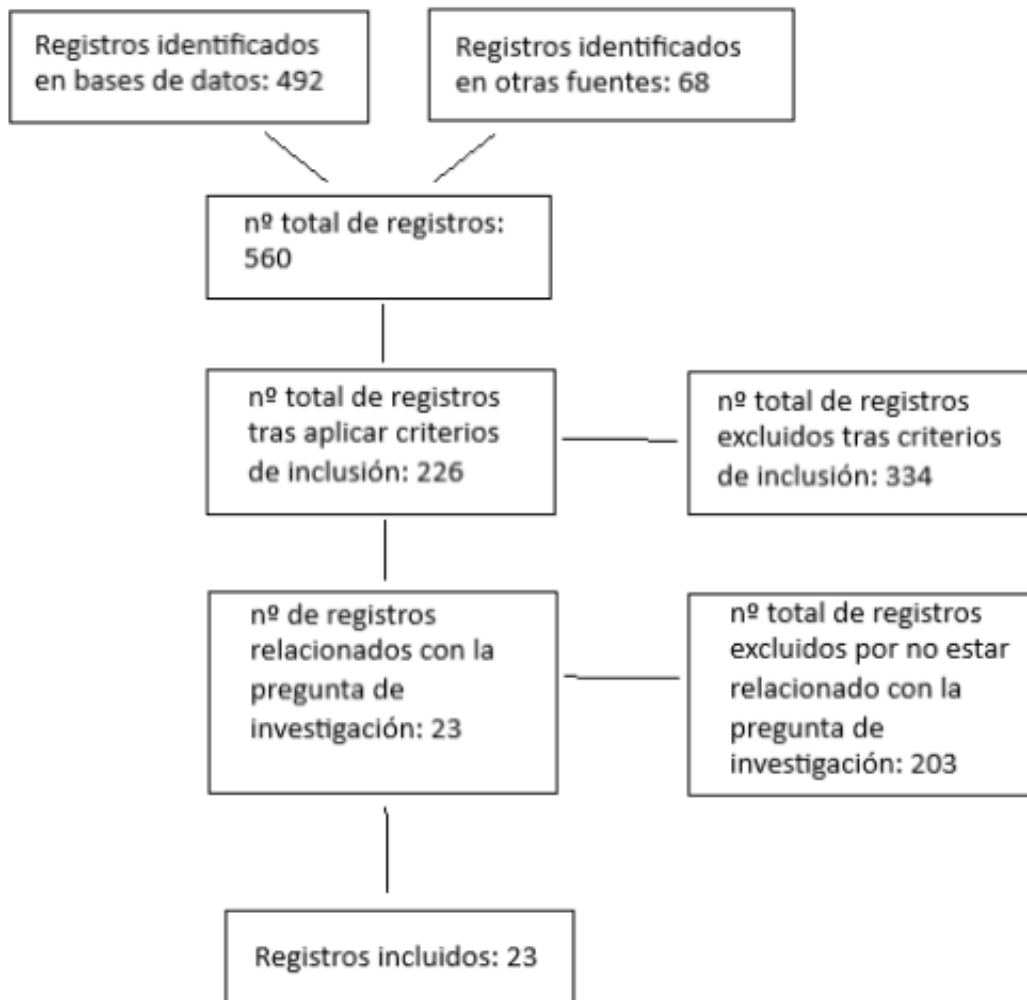 Registros identificados
en bases de datos: 492
Registros identificados
en otras fuentes: 68
nº total de registros:
560
nº total de registros
tras aplicar criterios
de inclusión: 226
nº total de registros
excluidos tras criterios
de inclusión: 334
nº de registros
relacionados con la
pregunta de
investigación: 23
nº total de registros
excluidos por no estar
relacionado con la
pregunta de
investigación: 203
Registros incluidos: 23